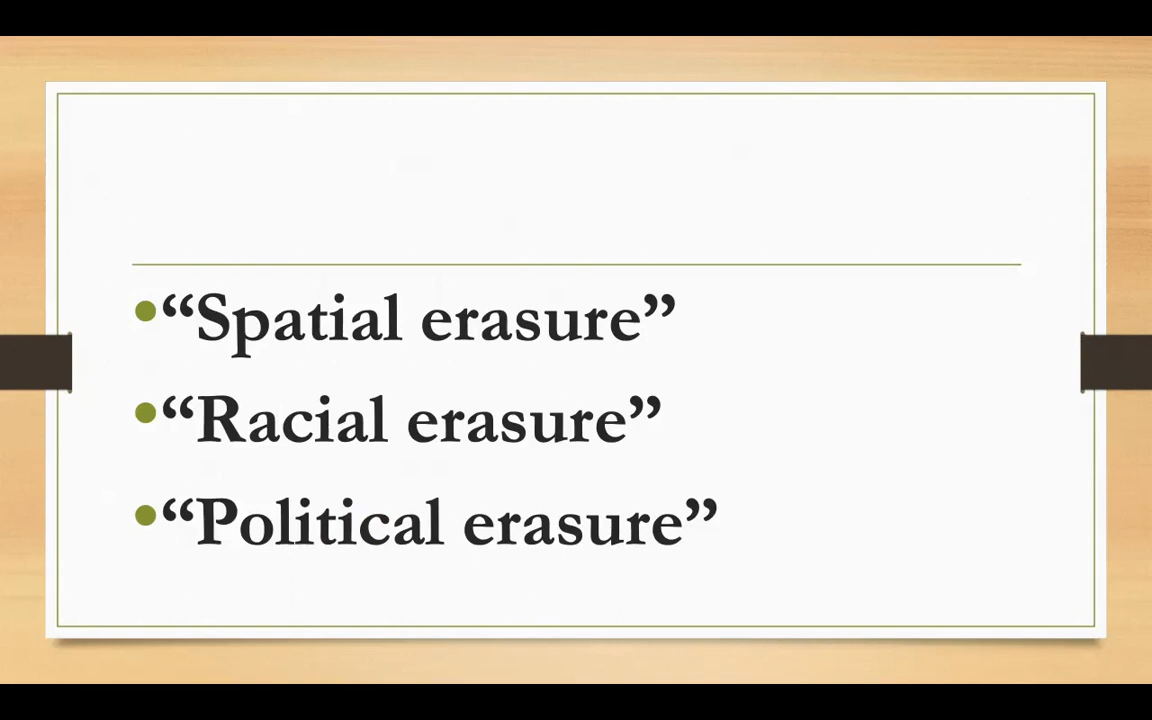 •“Spatial erasure”
•“Racial erasure”
•“Political erasure”